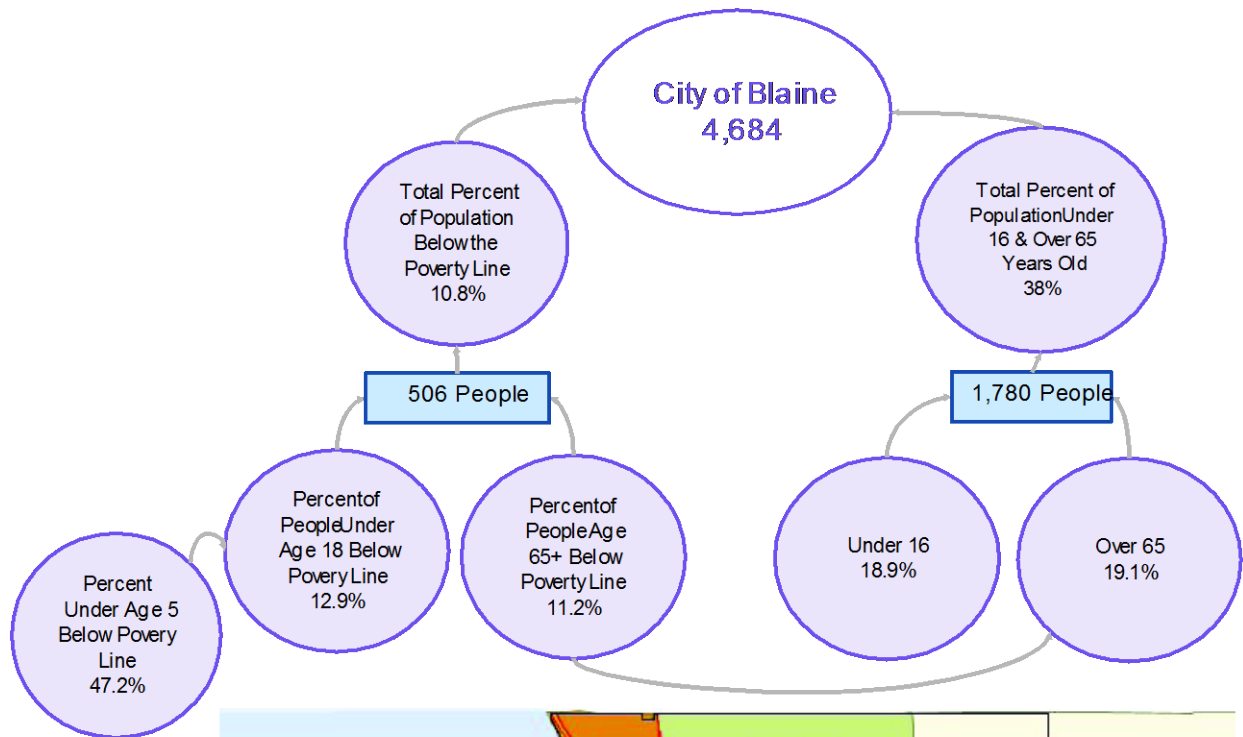 City of Blaine
4,684
Total Percent
of Population
Below the
Poverty Line
10.8%
Total Percent of
PopulationUnder
16 & Over 65
Years Old
38%
506 People
1,780 People
Percentof
PeopleUnder
Age 18 Below
Povery Line
12.9%
Percentof
PeopleAge
65+ Below
Poverty Line
11.2%
Under 16
18.9%
Over 65
19.1%
Percent
Under Age 5
Below Povery
Line
47.2%